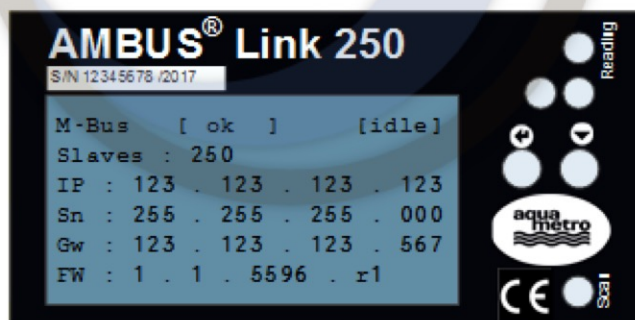 AMBUS® Link 250
S/N 12345678 /2017
Reading
M-Bus [ ok ] [idle]
Slaves : 250
IP : 123 . 123 . 123 . 123
Sn : 255 . 255 . 255 . 000
Gw : 123 . 123 . 123 . 567
FW : 1 . 1 . 5596 . r1
aqua
metro
CE
Scan